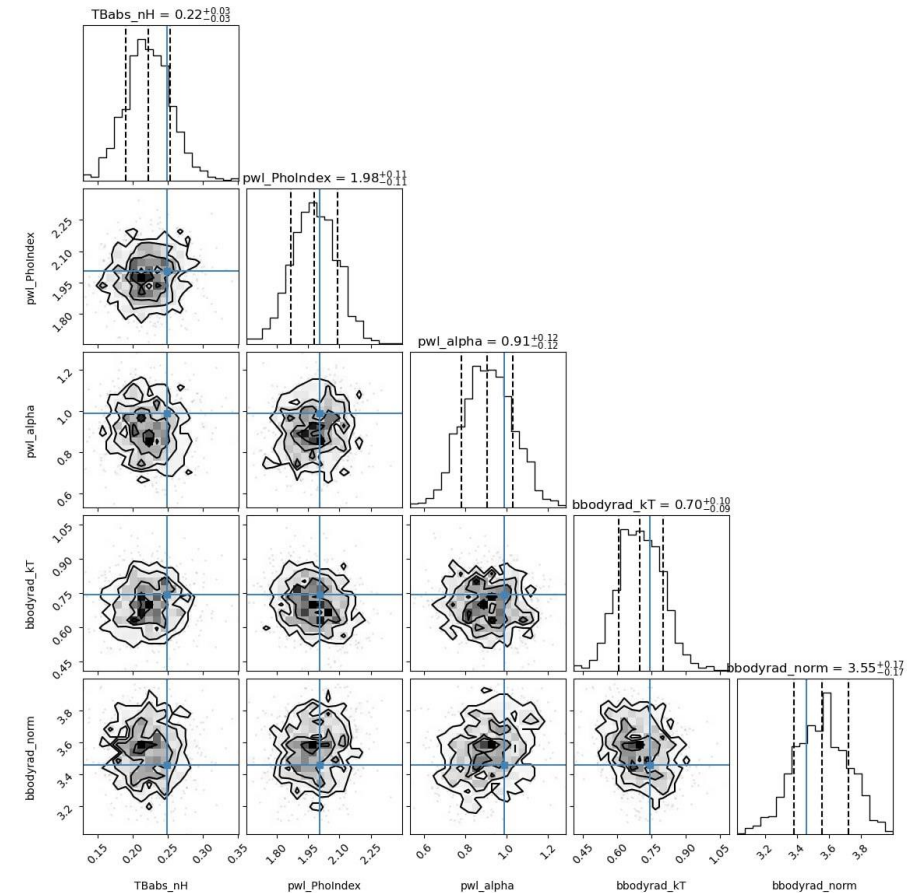 TBabs_nH = 0.22+0.03 −0.03
pwl_PhoIndex = 1.98+0.11 −0.11
2.25
2.10
1.95
1.80
pwl_PhoIndex
pwl_alpha = 0.91+0.12 −0.12
1.2
1.0
0.8
0.6
pwl_alpha
bbodyrad_kT = 0.70+0.10 −0.09
1.05
0.90
0.75
0.60
0.45
bbodyrad_kT
bbodyrad_norm = 3.55+0.17 −0.17
3.8
3.6
3.4
3.2
bbodyrad_norm
0.15 0.20 0.25 0.30 0.35 1.80 1.95 2.10 2.25 0.6 0.8 1.0 1.2 0.45 0.60 0.75 0.90 1.05 3.2 3.4 3.6 3.8
TBabs_nH pwl_PhoIndex pwl_alpha bbodyrad_kT bbodyrad_norm